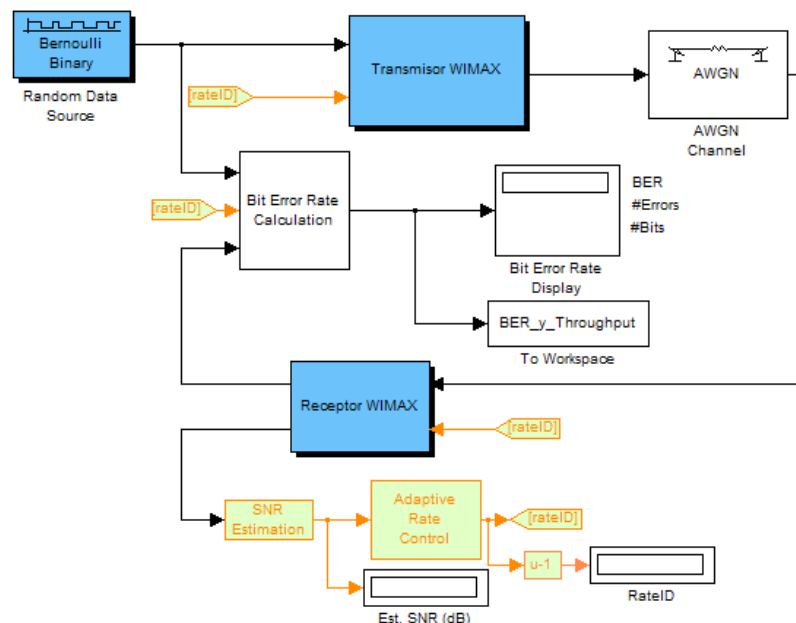 Bernoulli
Binary
Random Data
Source
[rateID]
Transmisor WIMAX
AWGN
AWGN
Channel
[rateID]
Bit Error Rate
Calculation
BER
#Errors
#Bits
Bit Error Rate
Display
BER_y_Throughput
To Workspace
Receptor WIMAX
[rateID]
SNR
Estimation
Adaptive
Rate
Control
[rateID]
u-1
RateID
Est. SNR (dB)